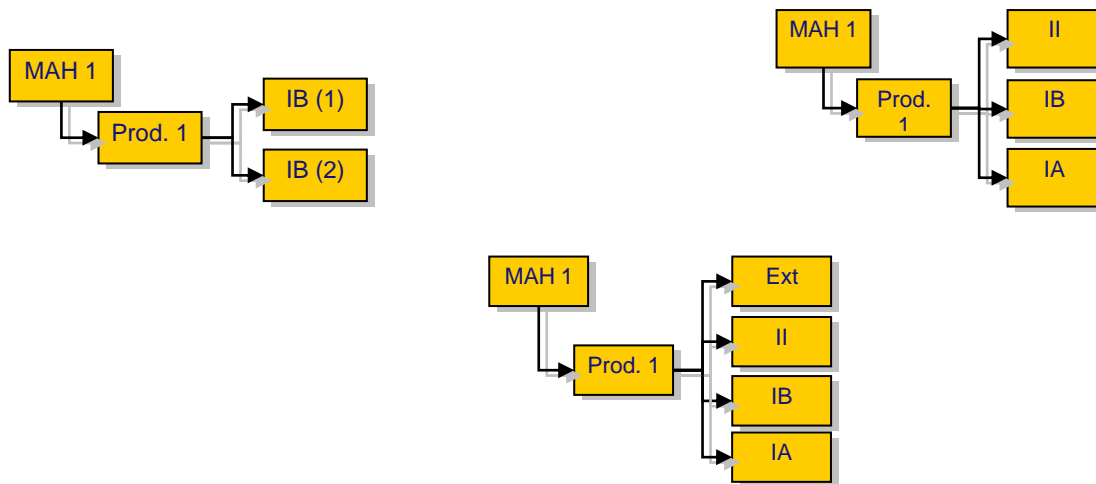 MAH 1
Prod. 1
IB (1)
IB (2)
MAH 1
Prod.
1
II
IB
IA
MAH 1
Prod. 1
Ext
II
IB
IA